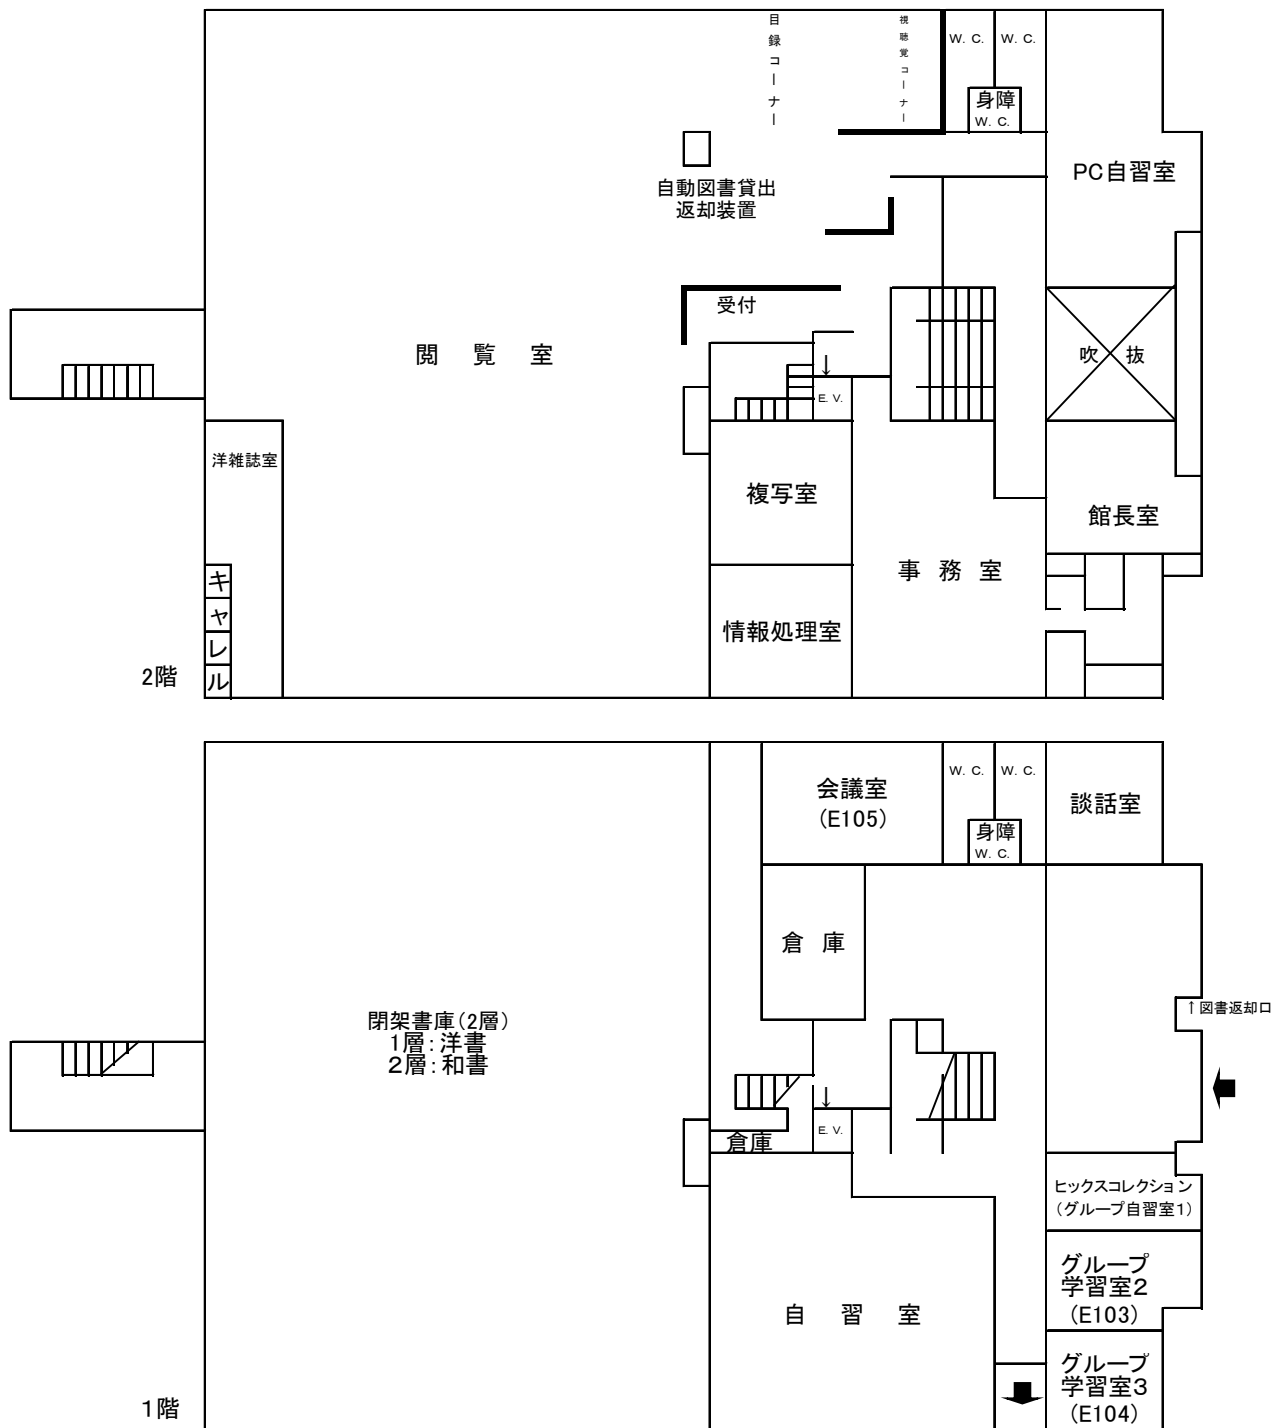 目録コーナー
視聴覚コーナー
W. C.
W. C.
身障
W. C.
PC自習室
自動図書貸出
返却装置
受付
閲 覧 室
吹 抜
↓
E. V.
洋雑誌室
複写室
館長室
事 務 室
キャレル
情報処理室
2階
会議室
(E105)
W. C.
W. C.
談話室
身障
W. C.
倉 庫
↑図書返却口
閉架書庫(2層)
1層:洋書
2層:和書
↓
E. V.
倉庫
ヒックスコレクション
(グループ自習室1)
グループ
学習室2
(E103)
自 習 室
グループ
学習室3
(E104)
1階